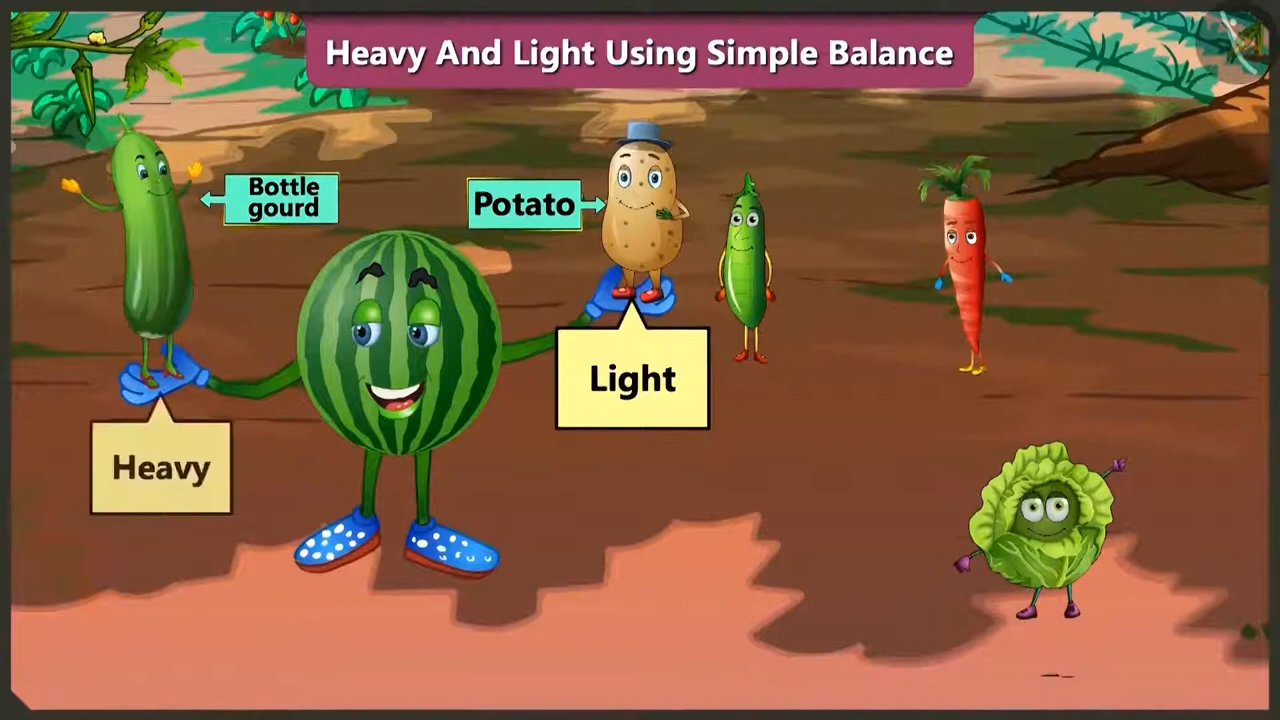 Heavy And Light Using Simple Balance
Bottle
gourd
Potato
Light
Heavy